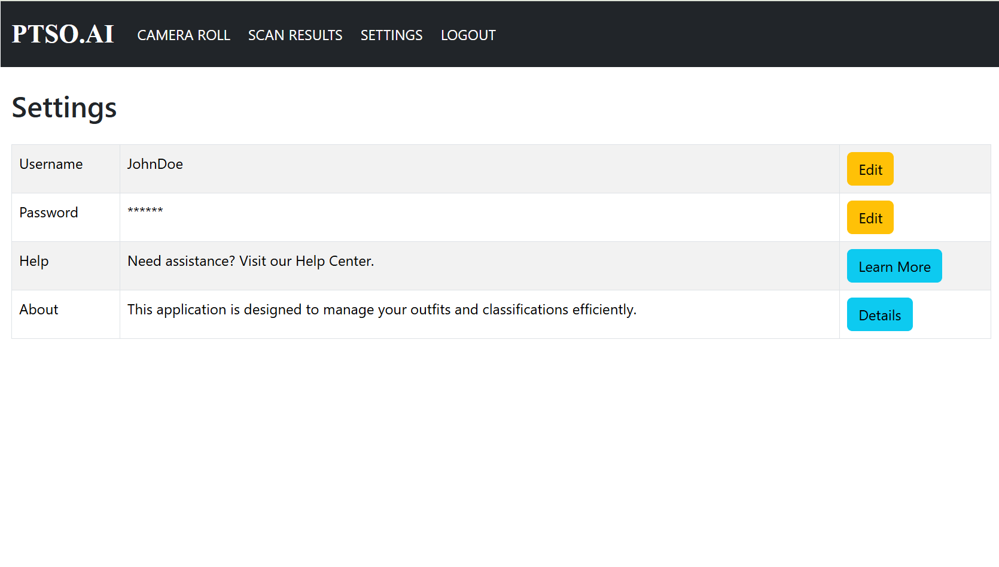 PTSO.AI CAMERA ROLL SCAN RESULTS SETTINGS LOGOUT
Settings
Username JohnDoe Edit
Password ****** Edit
Help Need assistance? Visit our Help Center. Learn More
About This application is designed to manage your outfits and classifications efficiently. Details